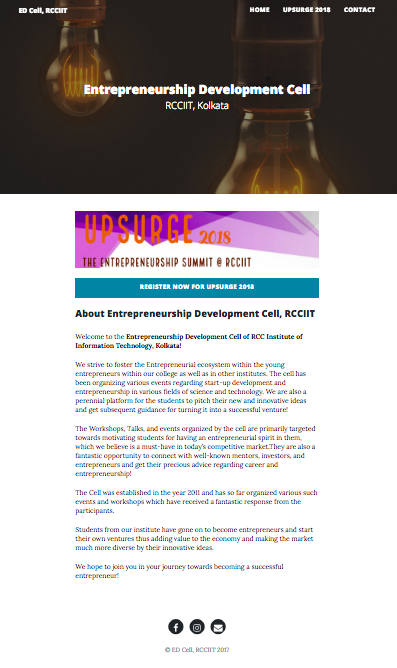 ED Cell, RCCIIT
HOME UPSURGE 2018 CONTACT
Entrepreneurship Development Cell
RCCIIT, Kolkata
UPSURGE 2018
THE ENTREPRENEURSHIP SUMMIT @ RCCIIT
REGISTER NOW FOR UPSURGE 2018
About Entrepreneurship Development Cell, RCCIIT
Welcome to the Entrepreneurship Development Cell of RCC Institute of
Information Technology, Kolkata!
We strive to foster the Entrepreneurial ecosystem within the young
entrepreneurs within our college as well as in other institutes. The cell has
been organizing various events regarding start-up development and
entrepreneurship in various fields of science and technology. We are also a
perennial platform for the students to pitch their new and innovative ideas
and get subsequent guidance for turning it into a successful venture!
The Workshops, Talks, and events organized by the cell are primarily targeted
towards motivating students for having an entrepreneurial spirit in them,
which we believe is a must-have in today's competitive market.They are also a
fantastic opportunity to connect with well-known mentors, investors, and
entrepreneurs and get their precious advice regarding career and
entrepreneurship!
The Cell was established in the year 2011 and has so far organized various such
events and workshops which have received a fantastic response from the
participants.
Students from our institute have gone on to become entrepreneurs and start
their own ventures thus adding value to the economy and making the market
much more diverse by their innovative ideas.
We hope to join you in your journey towards becoming a successful
entrepreneur!
© ED Cell, RCCIIT 2017